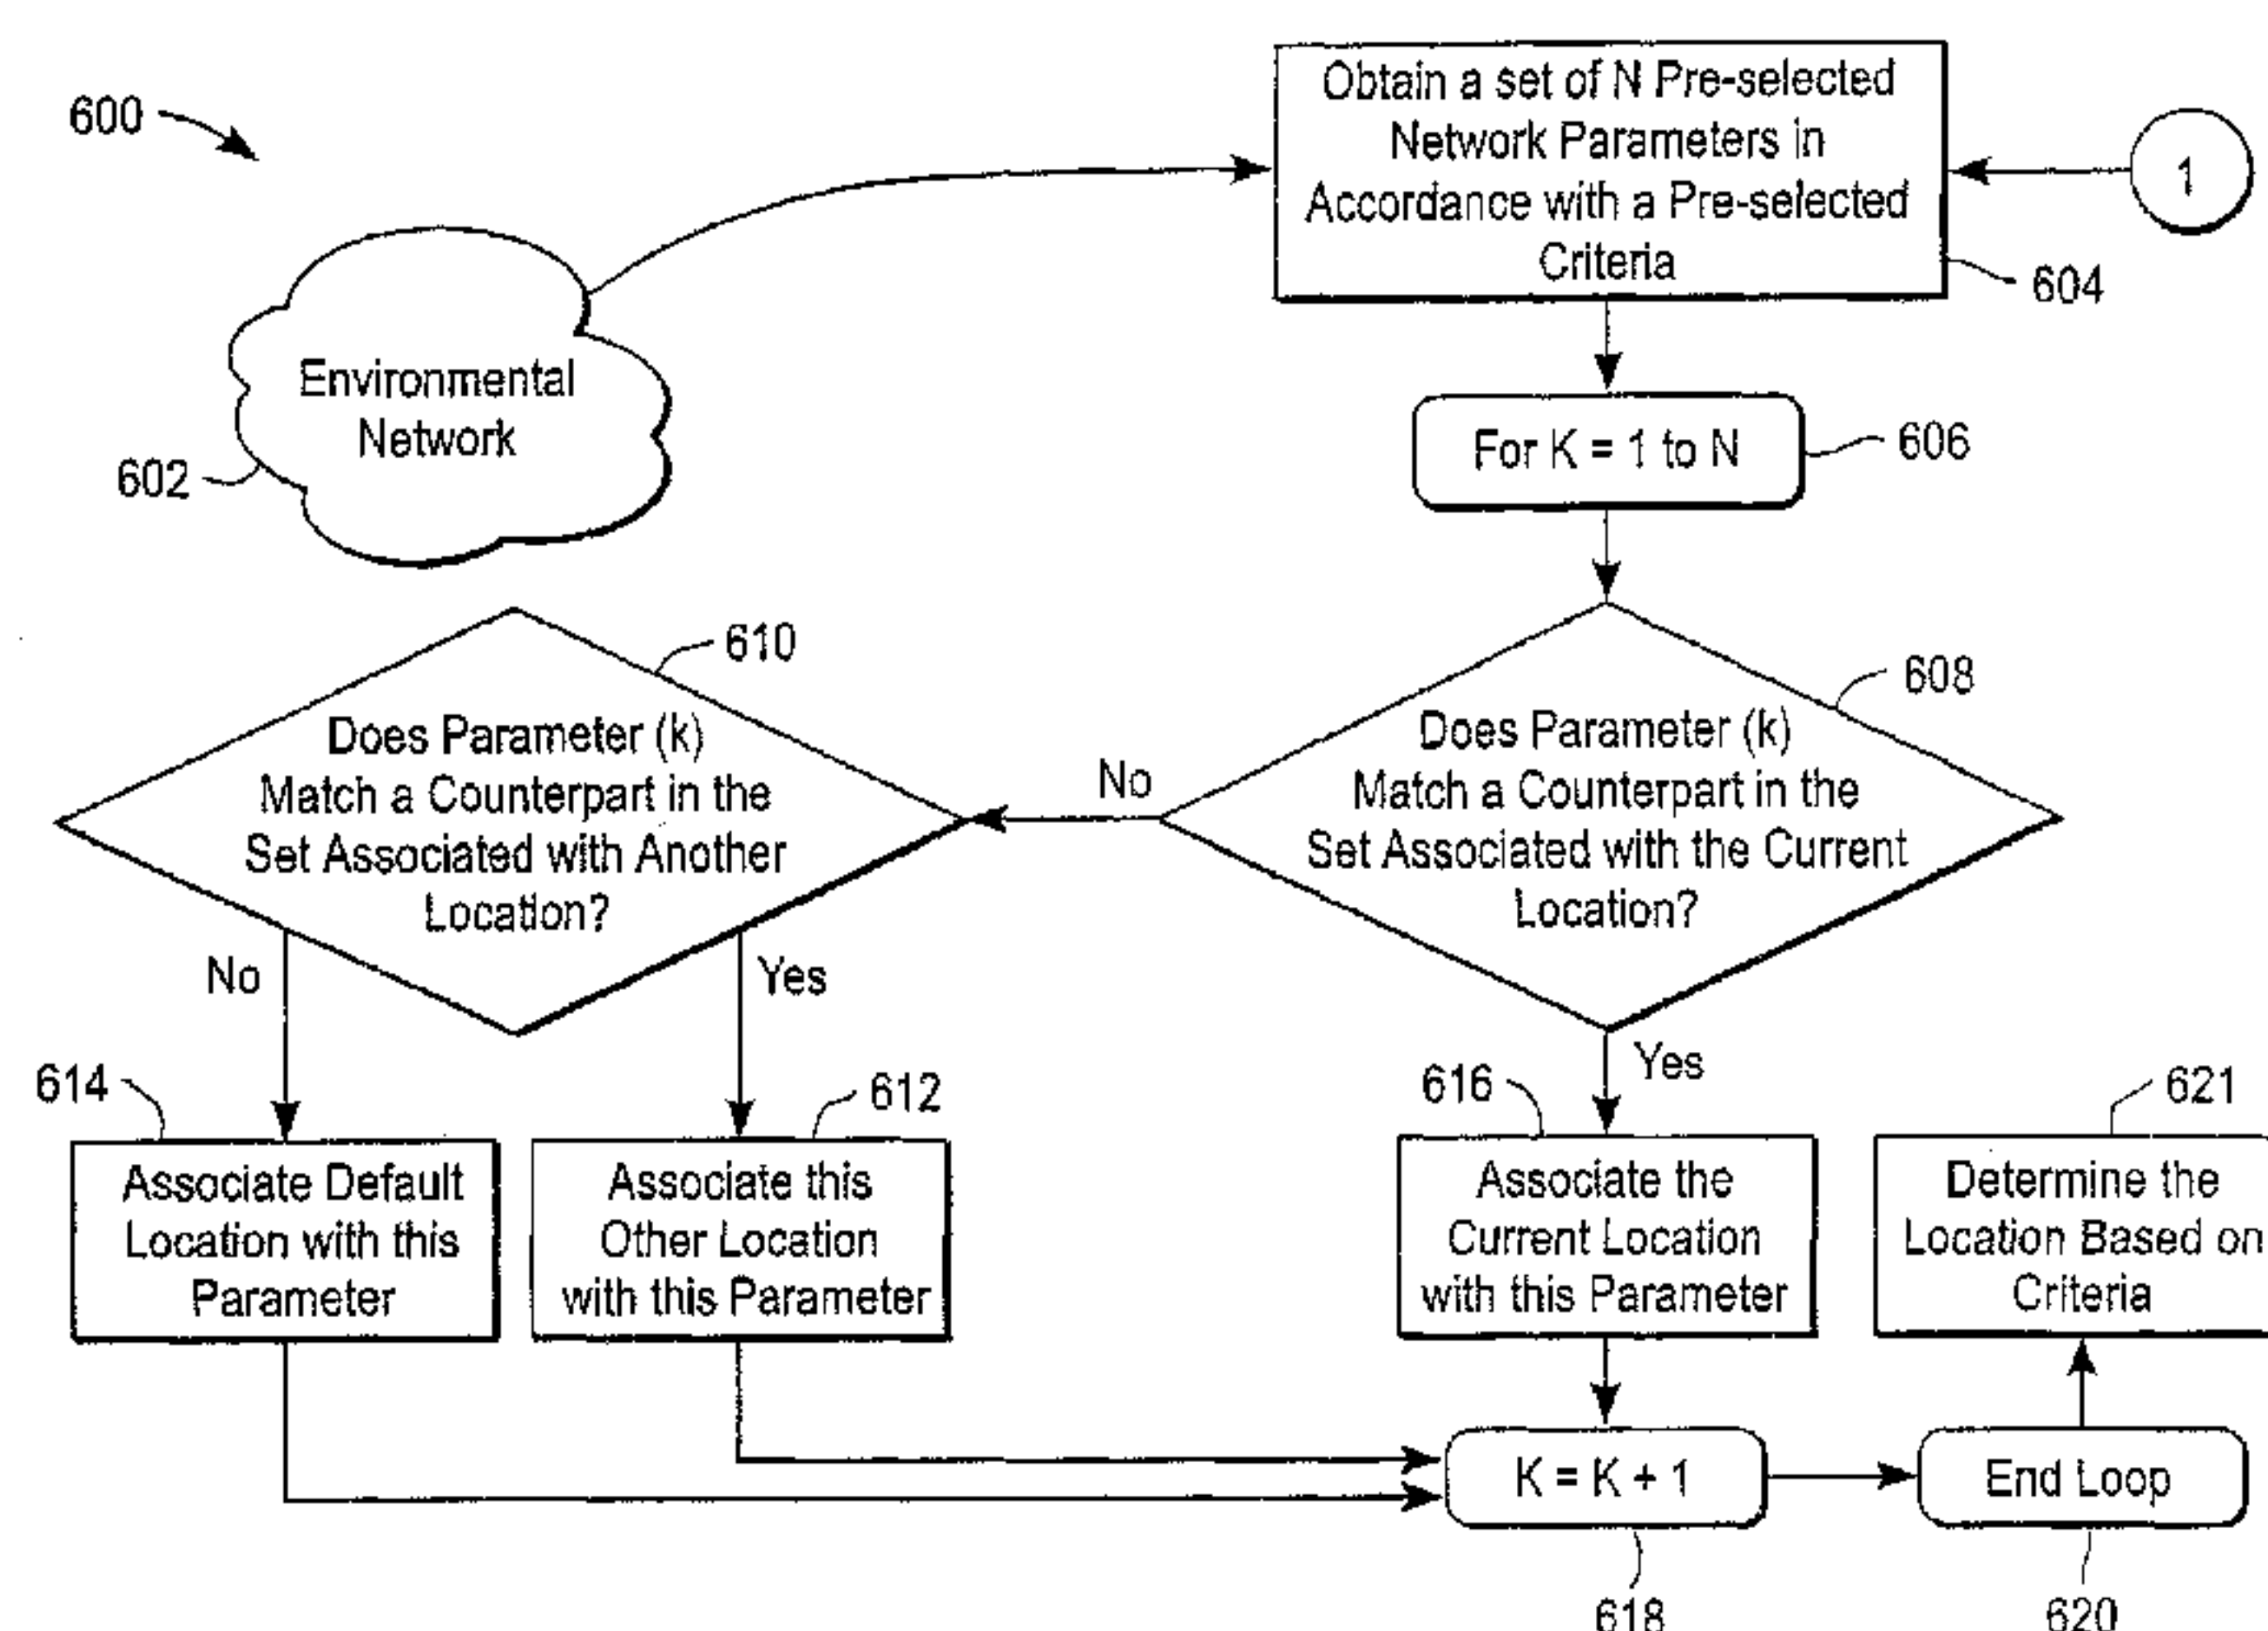 600
Obtain a set of N Pre-selected
Network Parameters in
Accordance with a Pre-selected
Criteria
1
604
Environmental
Network
602
For K = 1 to N
606
610
608
Does Parameter (k)
Match a Counterpart in the
Set Associated with Another
Location?
No
Does Parameter (k)
Match a Counterpart in the
Set Associated with the Current
Location?
No
Yes
Yes
614
612
616
621
Associate Default
Location with this
Parameter
Associate this
Other Location
with this Parameter
Associate the
Current Location
with this Parameter
Determine the
Location Based on
Criteria
K = K + 1
End Loop
618
620